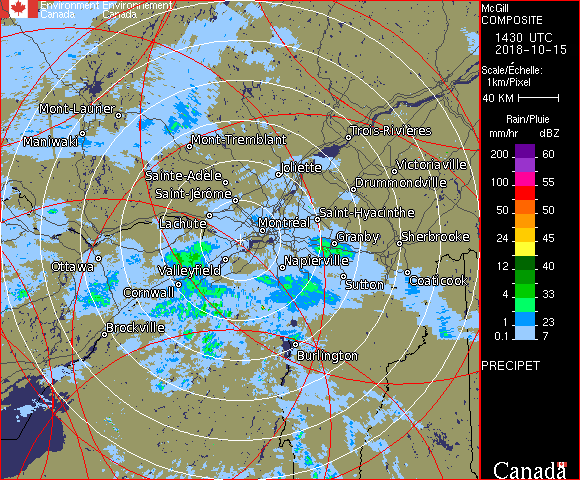 Environment Environnement
Canada Canada
McGill
COMPOSITE
1430 UTC
2018-10-15
Scale/Échelle:
1km/Pixel
40 KM
Rain/Pluie
mm/hr dBZ
200 60
100 55
50 50
24 45
12 40
4 33
1 23
0.1 7
PRECIPET
Canada
Mont-Laurier
Maniwaki
Mont-Tremblant
Trois-Rivières
Joliette
Victoriaville
Sainte-Adèle
Drummondville
Saint-Jérôme
Saint-Hyacinthe
Lachute
Montréal
Granby
Sherbrooke
Ottawa
Valleyfield
Napierville
Cornwall
Sutton
Coaticook
Brockville
Burlington